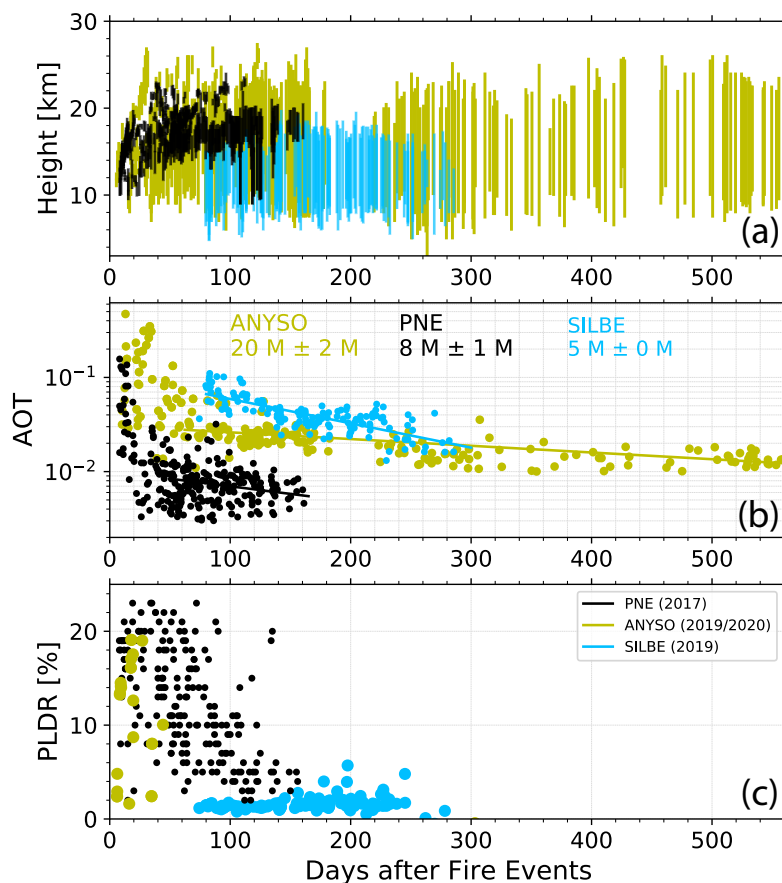 30
20
10
Height [km]
0 100 200 300 400 500
(a)
ANYSO PNE SILBE
20 M ± 2 M 8 M ± 1 M 5 M ± 0 M
10⁻¹
10⁻²
AOT
0 100 200 300 400 500
(b)
PNE (2017)
ANYSO (2019/2020)
SILBE (2019)
20
10
0
PLDR [%]
(c)
0 100 200 300 400 500
Days after Fire Events